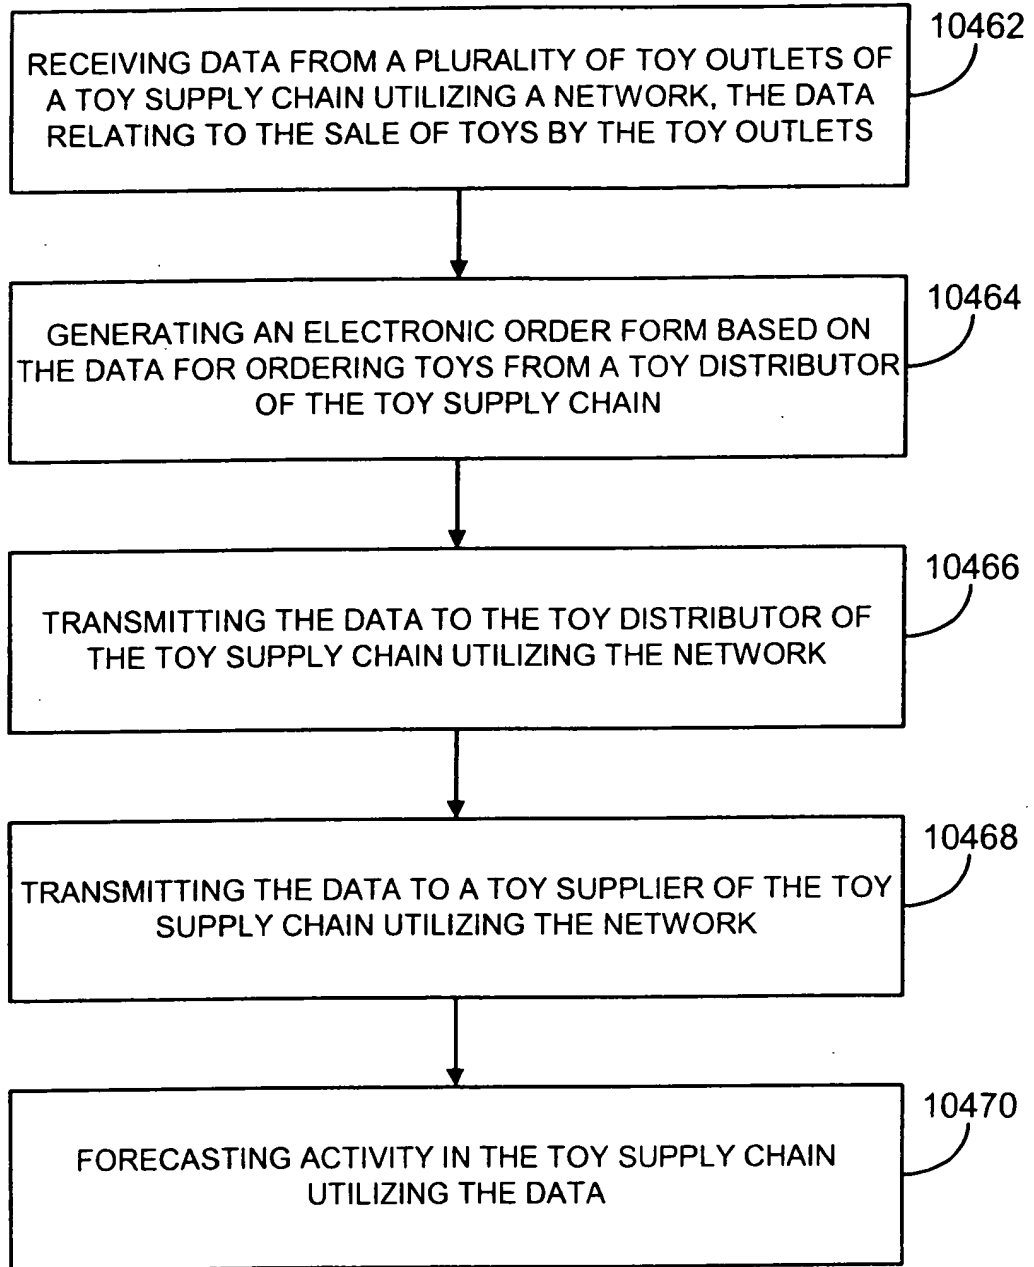 10462
RECEIVING DATA FROM A PLURALITY OF TOY OUTLETS OF
A TOY SUPPLY CHAIN UTILIZING A NETWORK, THE DATA
RELATING TO THE SALE OF TOYS BY THE TOY OUTLETS
10464
GENERATING AN ELECTRONIC ORDER FORM BASED ON
THE DATA FOR ORDERING TOYS FROM A TOY DISTRIBUTOR
OF THE TOY SUPPLY CHAIN
10466
TRANSMITTING THE DATA TO THE TOY DISTRIBUTOR OF
THE TOY SUPPLY CHAIN UTILIZING THE NETWORK
10468
TRANSMITTING THE DATA TO A TOY SUPPLIER OF THE TOY
SUPPLY CHAIN UTILIZING THE NETWORK
10470
FORECASTING ACTIVITY IN THE TOY SUPPLY CHAIN
UTILIZING THE DATA